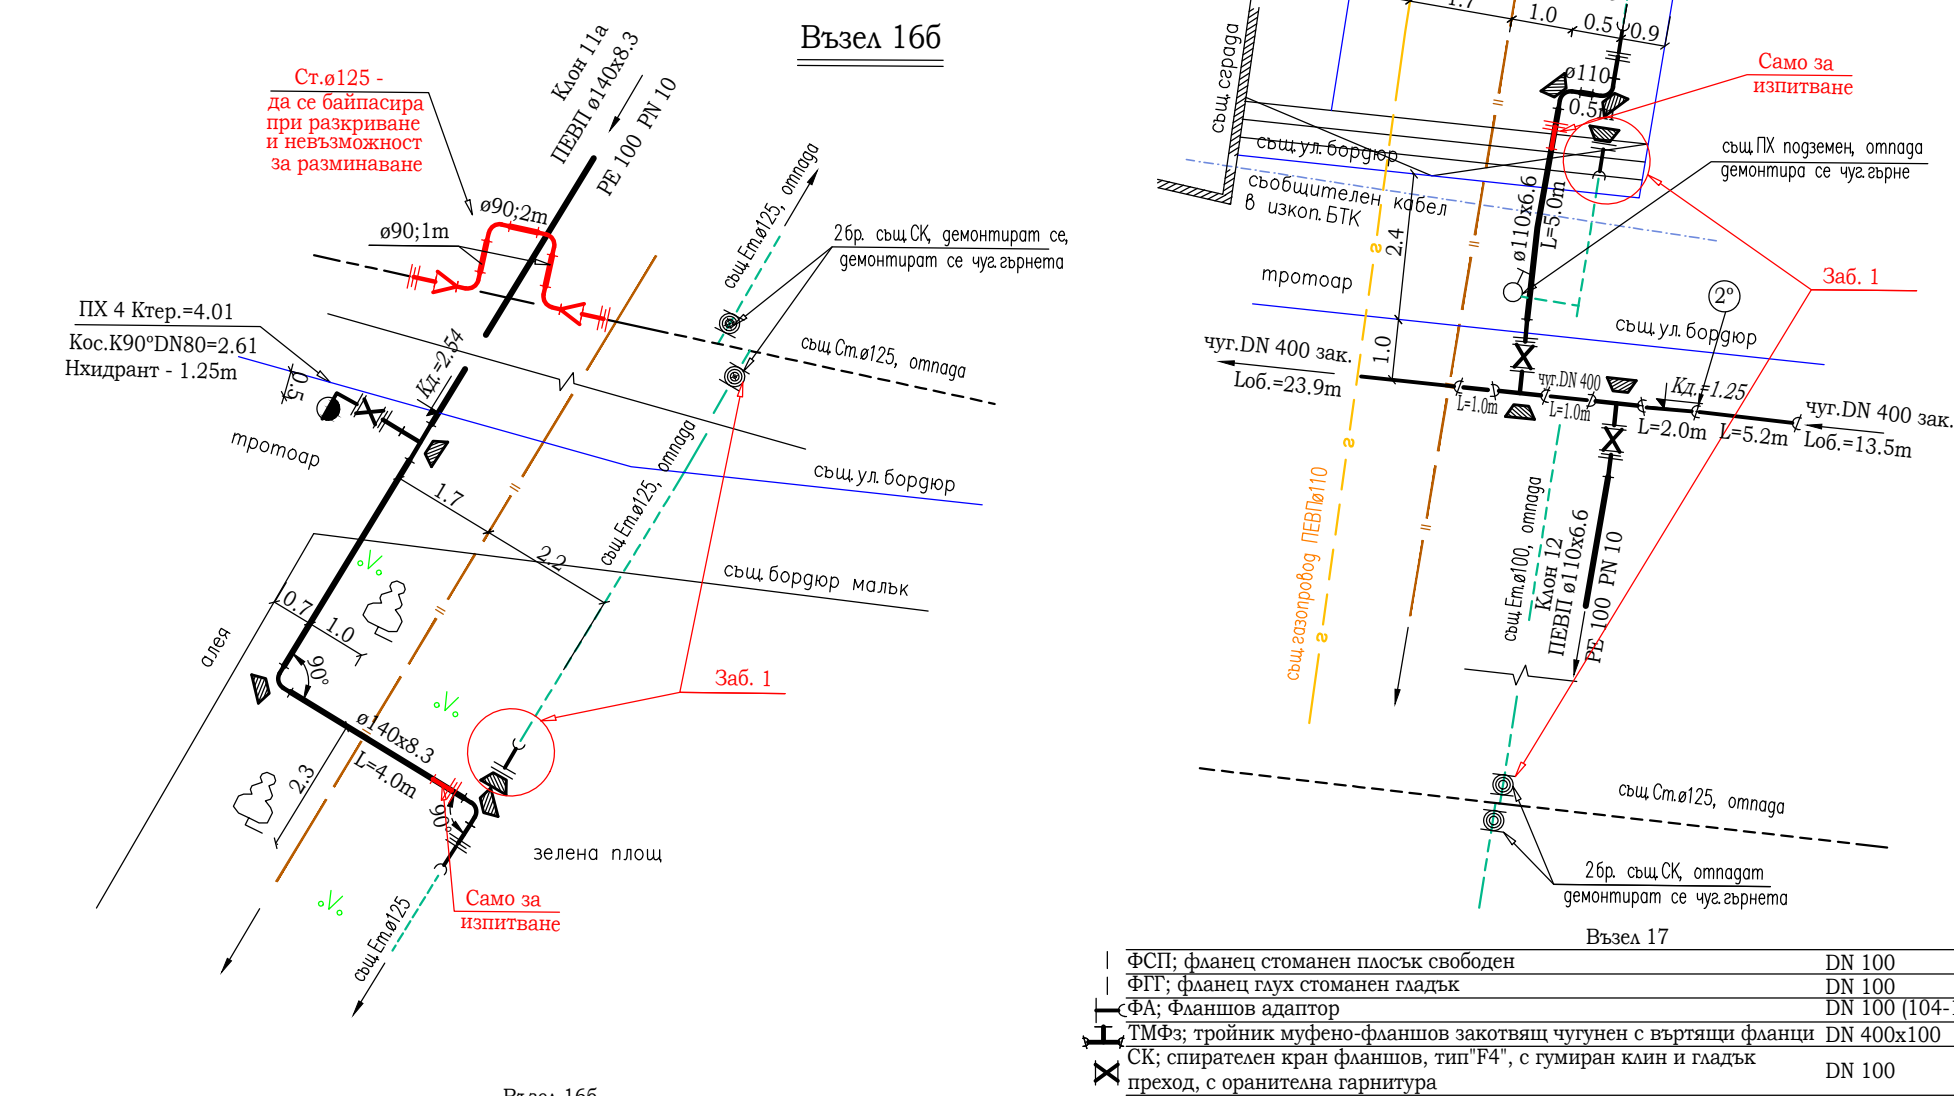 Възел 16б
Ст.ø125 -
да се байпасира
при разкриване
и невъзможност
за разминаване
Клон 11а
ПЕВП ø140x8.3
PE 100 PN 10
ø90;2m
ø90;1m
същ.Ет.ø125, отпада
2бр. същ.СК, демонтират се,
демонтират се чуг.гърнета
ПХ 4 Ктер.=4.01
Кос.К90°DN80=2.61
Нхидрант - 1.25m
0.5
Кд.=2.54
същ.Ст.ø125, отпада
тротоар
същ.ул.бордюр
1.7
2.2
същ.Ет.ø125, отпада
същ.бордюр малък
0.7
1.0
алея
90°
ø140x8.3
L=4.0m
2.3
90°
Заб. 1
зелена площ
Само за
изпитване
същ.Ет.ø125
Възел 16б
1.7
1.0
0.5
0.9
същ.сграда
ø110
0.5m
Само за
изпитване
същ.ул.бордюр
същ.ПХ подземен, отпада
демонтира се чуг.гърне
съобщителен кабел
в изкоп.БТК
ø110x6.6
L=5.0m
2.4
тротоар
Заб. 1
2°
същ.ул.бордюр
1.0
чуг.DN 400 зак.
Lоб.=23.9m
L=1.0m
чуг.DN 400
L=1.0m
Кд.=1.25
L=2.0m
L=5.2m
чуг.DN 400 зак.
Lоб.=13.5m
S
S
S
същ.газопровод ПЕВПø110
същ.Ет.ø100, отпада
Клон 12
ПЕВП ø110x6.6
PE 100 PN 10
същ.Ст.ø125, отпада
2бр. същ.СК, отпадат
демонтират се чуг.гърнета
Възел 17
ФСП; фланец стоманен плосък свободен DN 100
ФГГ; фланец глух стоманен гладък DN 100
ФА; Фланшов адаптор DN 100
ТМФз; тройник муфено-фланшов закотвящ чугунен с въртящи фланци DN 400x100
СК; спирателен кран фланшов, тип"F4", с гумиран клин и гладък
преход, с оранителна гарнитура DN 100